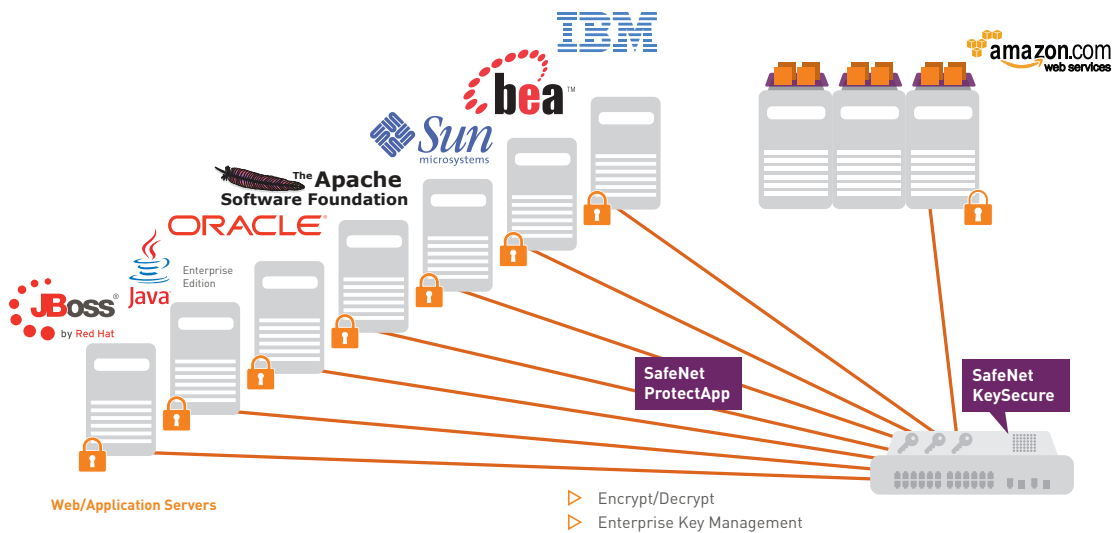 IBM
amazon.com
web services
bea™
Sun
microsystems
The Apache
Software Foundation
ORACLE®
Java™
Enterprise
Edition
JBoss®
by Red Hat
SafeNet
ProtectApp
SafeNet
KeySecure
Web/Application Servers
Encrypt/Decrypt
Enterprise Key Management